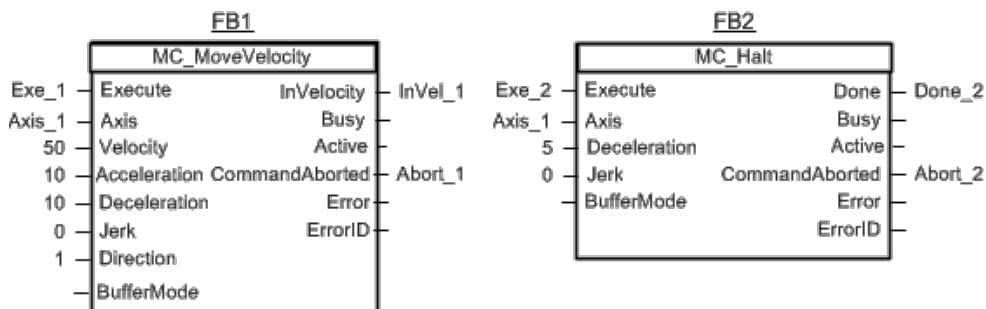 FB1 FB2
MC_MoveVelocity MC_Halt
Exe_1 Execute InVelocity InVel_1 Exe_2 Execute Done Done_2
Axis_1 Axis Busy Axis_1 Axis Busy
50 Velocity Active 5 Deceleration Active
10 Acceleration CommandAborted Abort_1 0 Jerk CommandAborted Abort_2
10 Deceleration Error BufferMode Error
0 Jerk ErrorID ErrorID
1 Direction
BufferMode